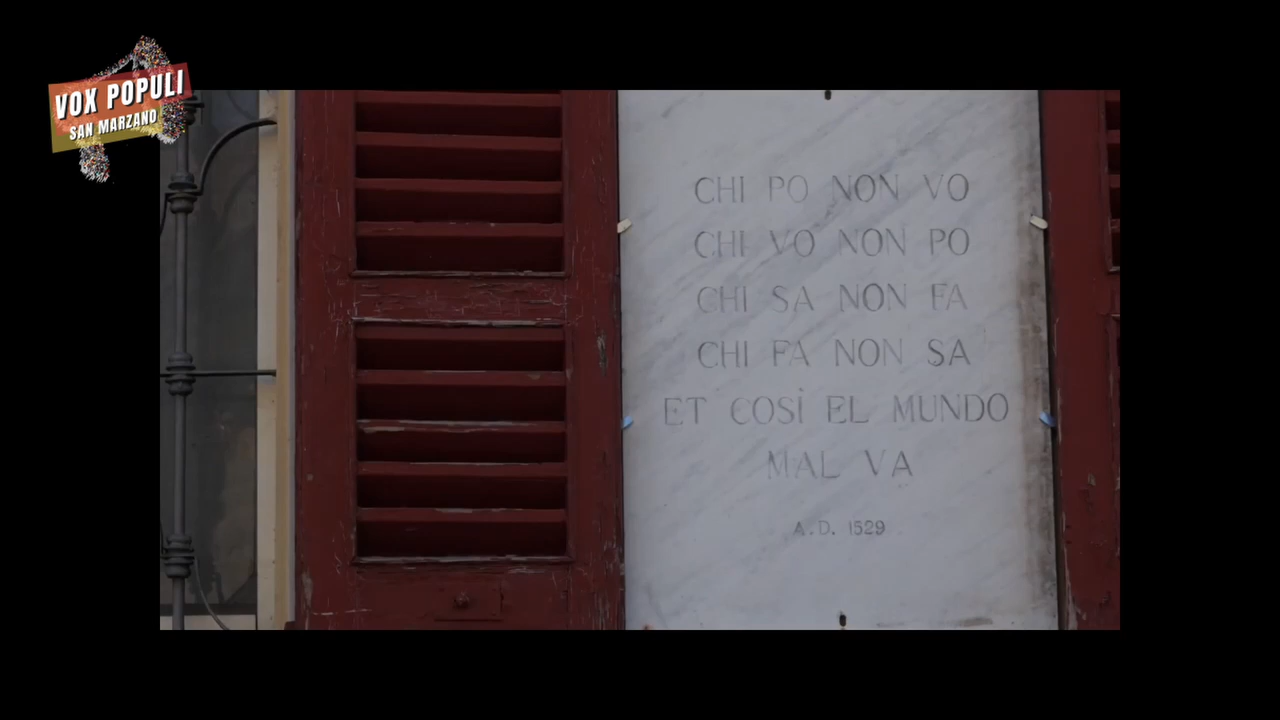 VOX POPULI
SAN MARZANO
CHI PO NON VO
CHI VO NON PO
CHI SA NON FA
CHI FA NON SA
ET COSÌ EL MUNDO
MAL VA
A.D. 1529